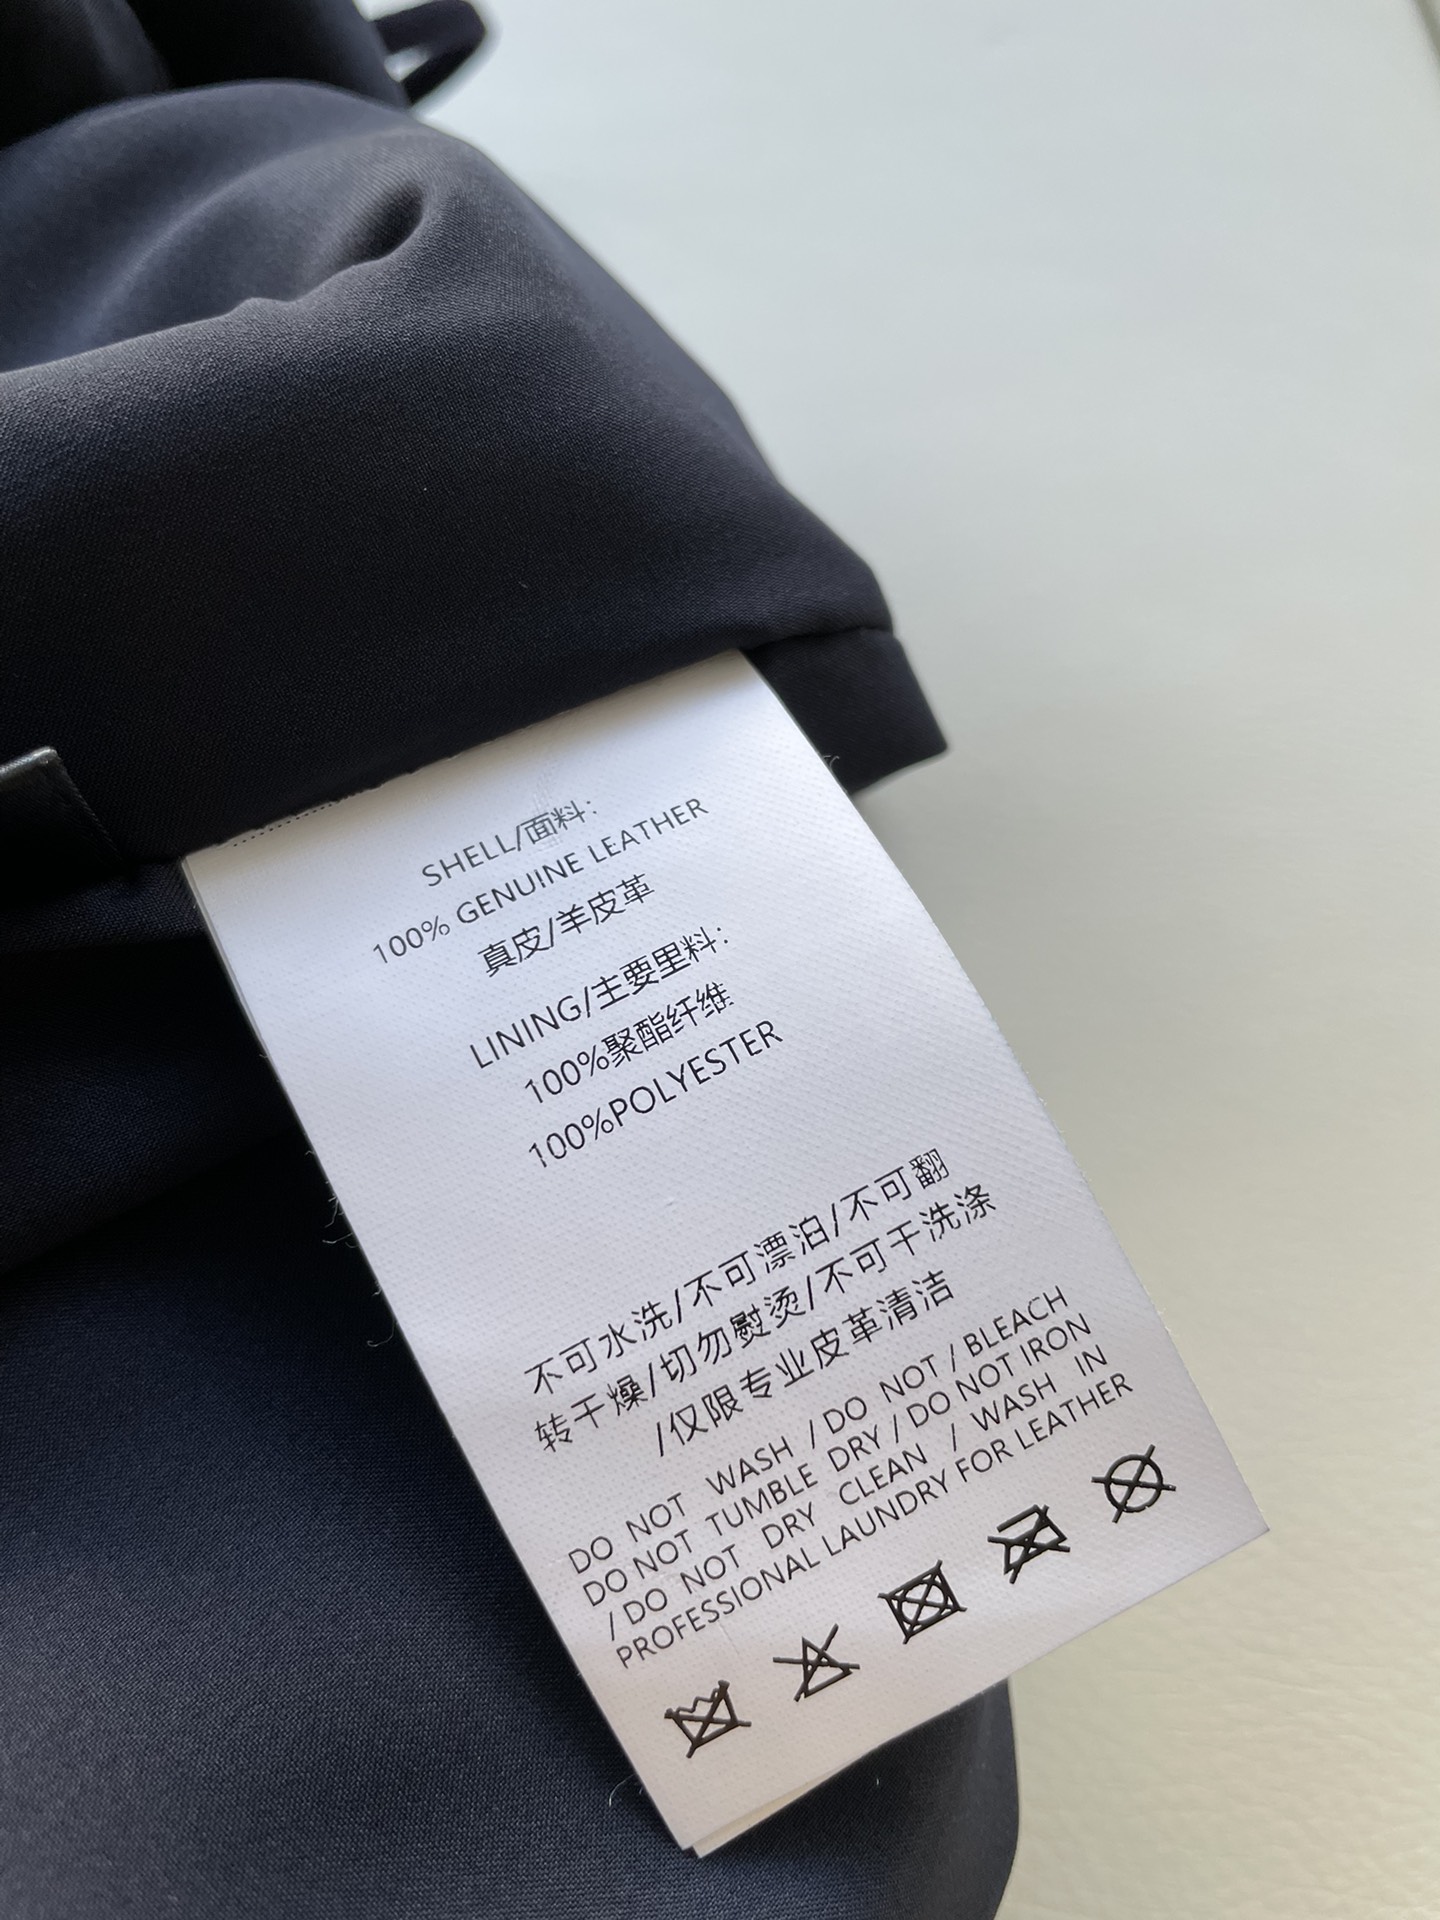 SHELL/面料:
100% GENUINE LEATHER
真皮/羊皮革
LINING/主要里料:
100%聚酯纤维
100%POLYESTER
不可水洗/不可漂泊/不可翻
转干燥/切勿熨烫/不可干洗涤
/仅限专业皮革清洁
DO NOT WASH /DO NOT / BLEACH
DO NOT TUMBLE DRY / DO NOT IRON
/ DO NOT DRY CLEAN / WASH IN
PROFESSIONAL LAUNDRY FOR LEATHER